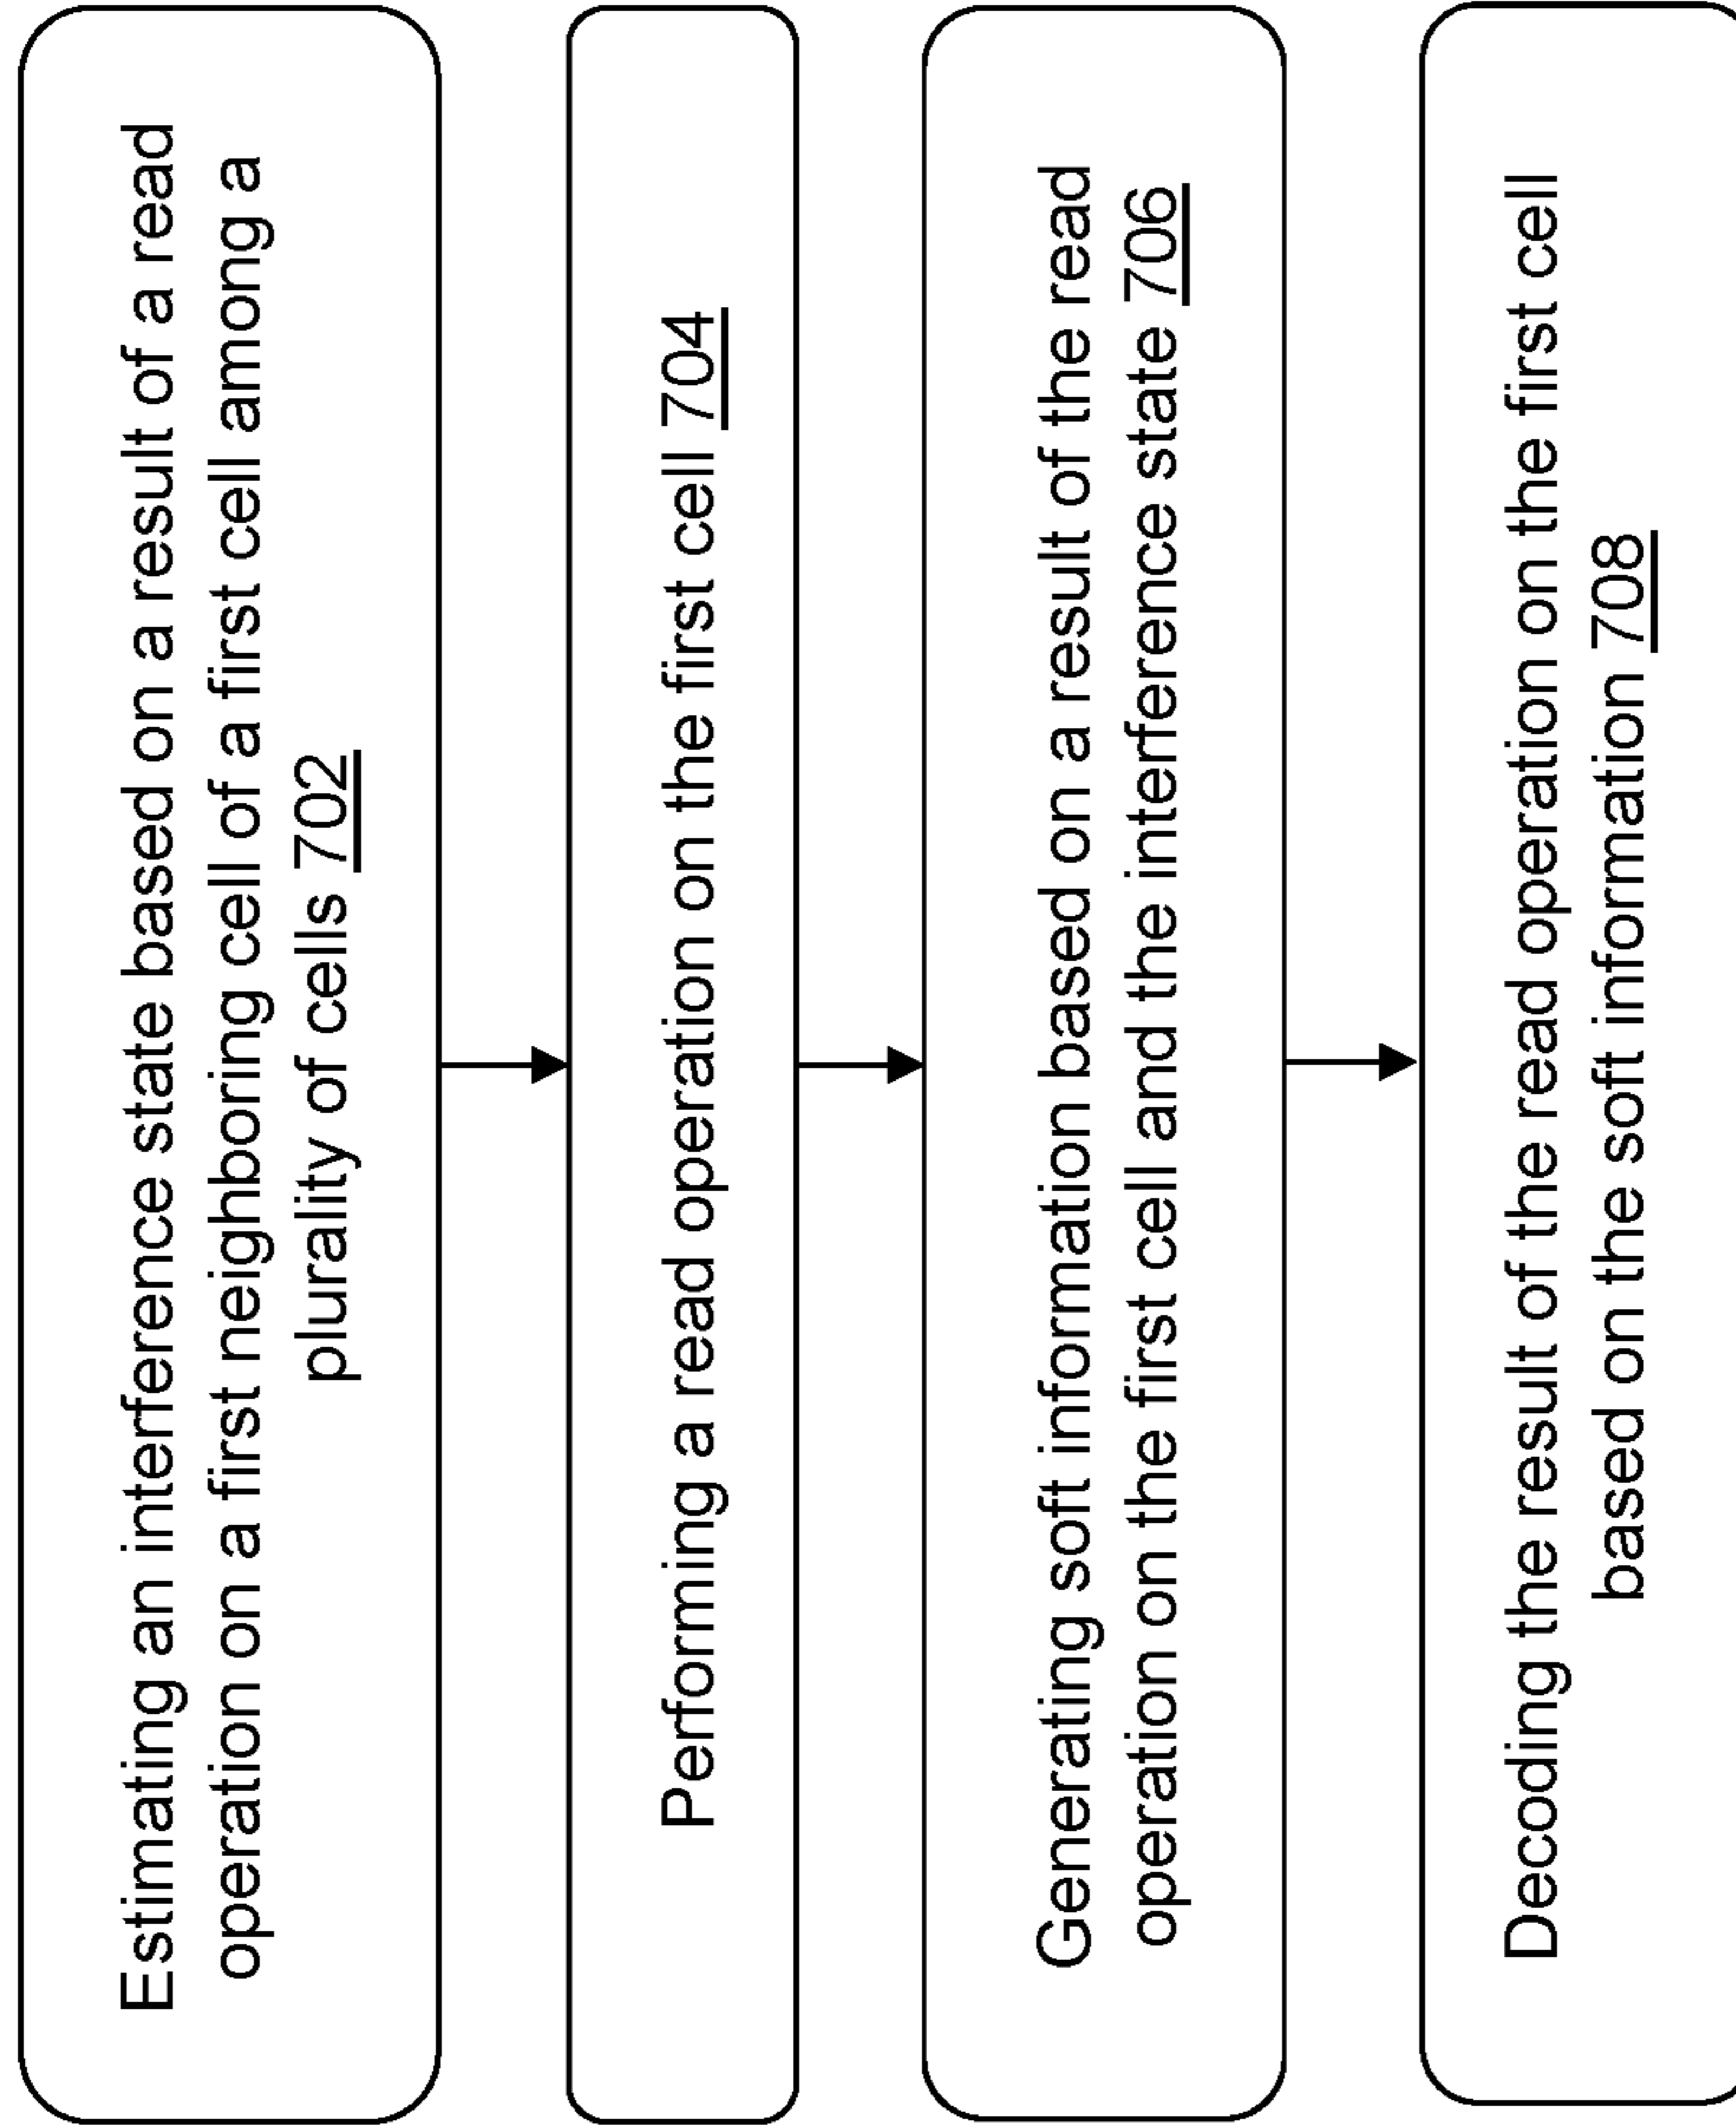 Estimating an interference state based on a result of a read
operation on a first neighboring cell of a first cell among a
plurality of cells 702
Performing a read operation on the first cell 704
Generating soft information based on a result of the read
operation on the first cell and the interference state 706
Decoding the result of the read operation on the first cell
based on the soft information 708